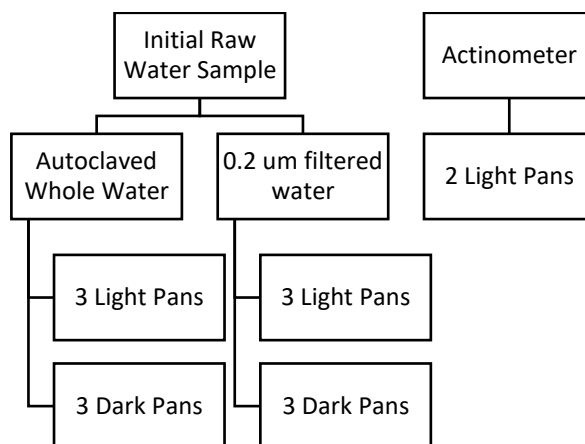 Initial Raw
Water Sample
Actinometer
Autoclaved
Whole Water
0.2 um filtered
water
2 Light Pans
3 Light Pans
3 Light Pans
3 Dark Pans
3 Dark Pans